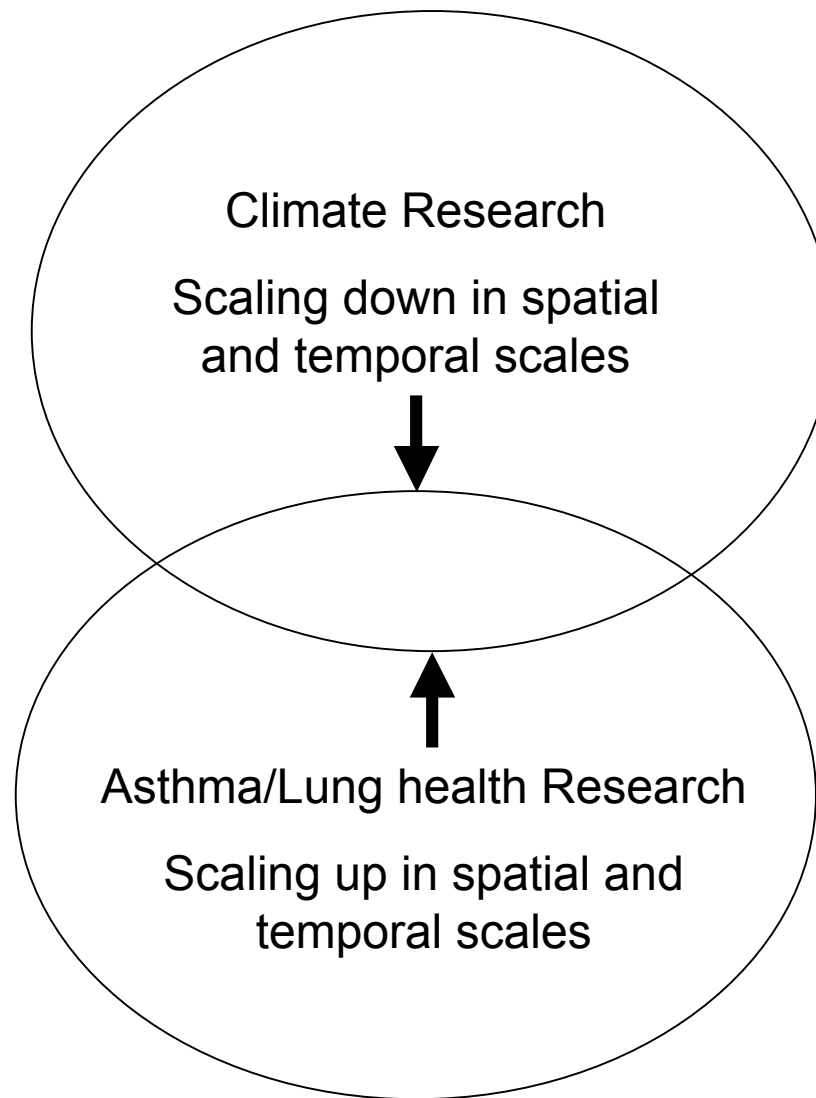 Climate Research
Scaling down in spatial
and temporal scales
Asthma/Lung health Research
Scaling up in spatial and
temporal scales